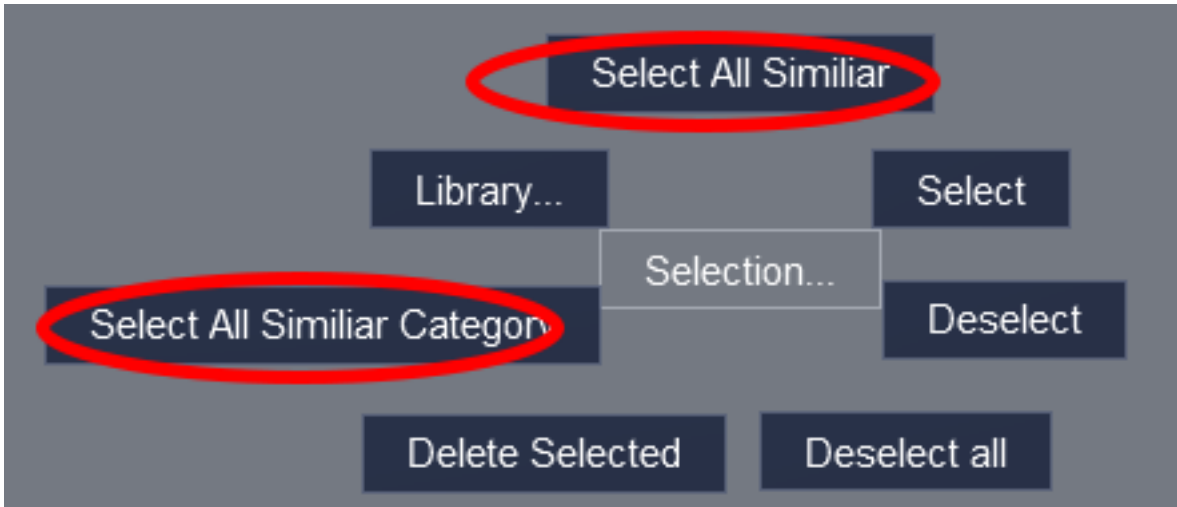 Select All Similiar
Library...
Select
Selection...
Select All Similiar Category
Deselect
Delete Selected
Deselect all